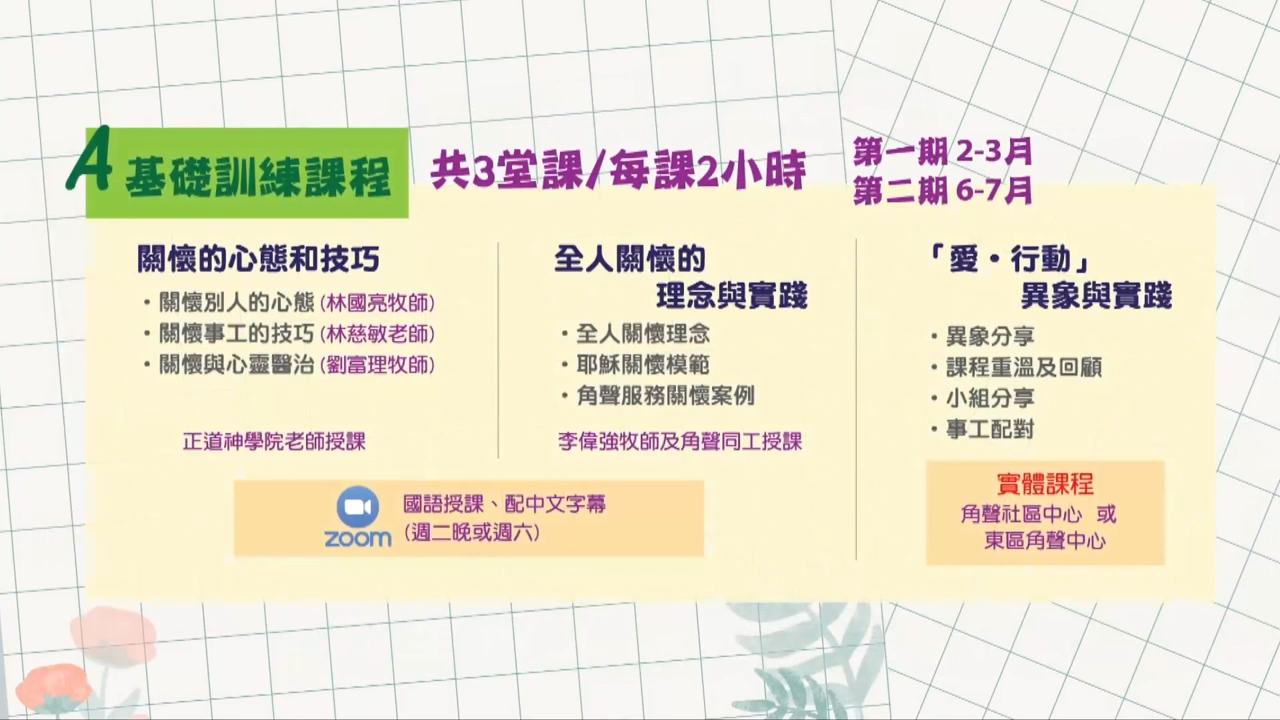 A 基礎訓練課程
共3堂課/每課2小時
第一期 2-3月
第二期 6-7月
關懷的心態和技巧
・關懷別人的心態 (林國亮牧師)
・關懷事工的技巧 (林慈敏老師)
・關懷與心靈醫治 (劉富理牧師)
正道神學院老師授課
全人關懷的
理念與實踐
・全人關懷理念
・耶穌關懷模範
・角聲服務關懷案例
李偉強牧師及角聲同工授課
zoom
國語授課、配中文字幕
(週二晚或週六)
「愛・行動」
異象與實踐
・異象分享
・課程重溫及回顧
・小組分享
・事工配對
實體課程
角聲社區中心 或
東區角聲中心